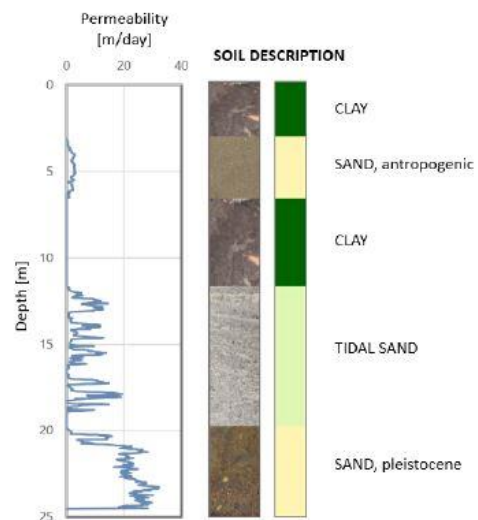 Permeability
[m/day]
0 20 40
SOIL DESCRIPTION
0
CLAY
SAND, antropogenic
5
CLAY
10
Depth [m]
15
TIDAL SAND
20
SAND, pleistocene
25